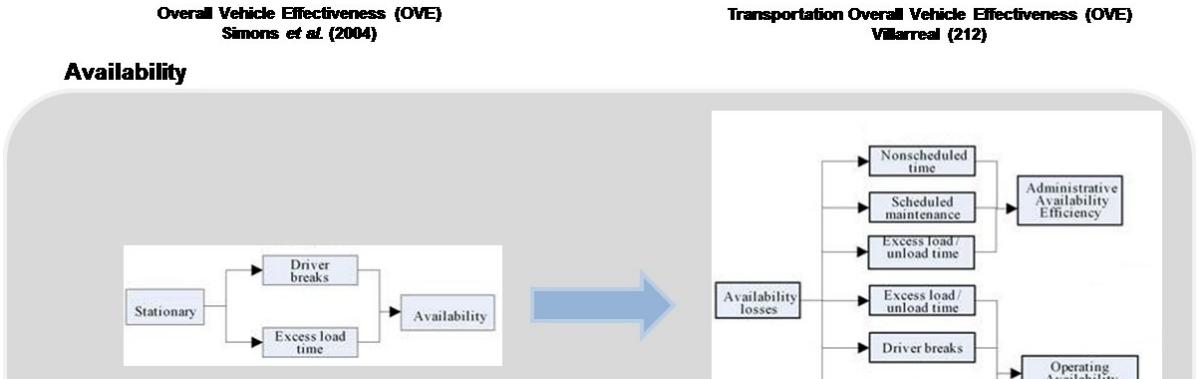 Overall Vehicle Effectiveness (OVE)
Simons et al. (2004)
Transportation Overall Vehicle Effectiveness (OVE)
Villarreal (212)
Availability
Stationary
Driver
breaks
Excess load
time
Availability
Availability
losses
Nonscheduled
time
Scheduled
maintenance
Excess load/
unload time
Excess load/
unload time
Driver breaks
Administrative
Availability
Efficiency
Operating
Availability